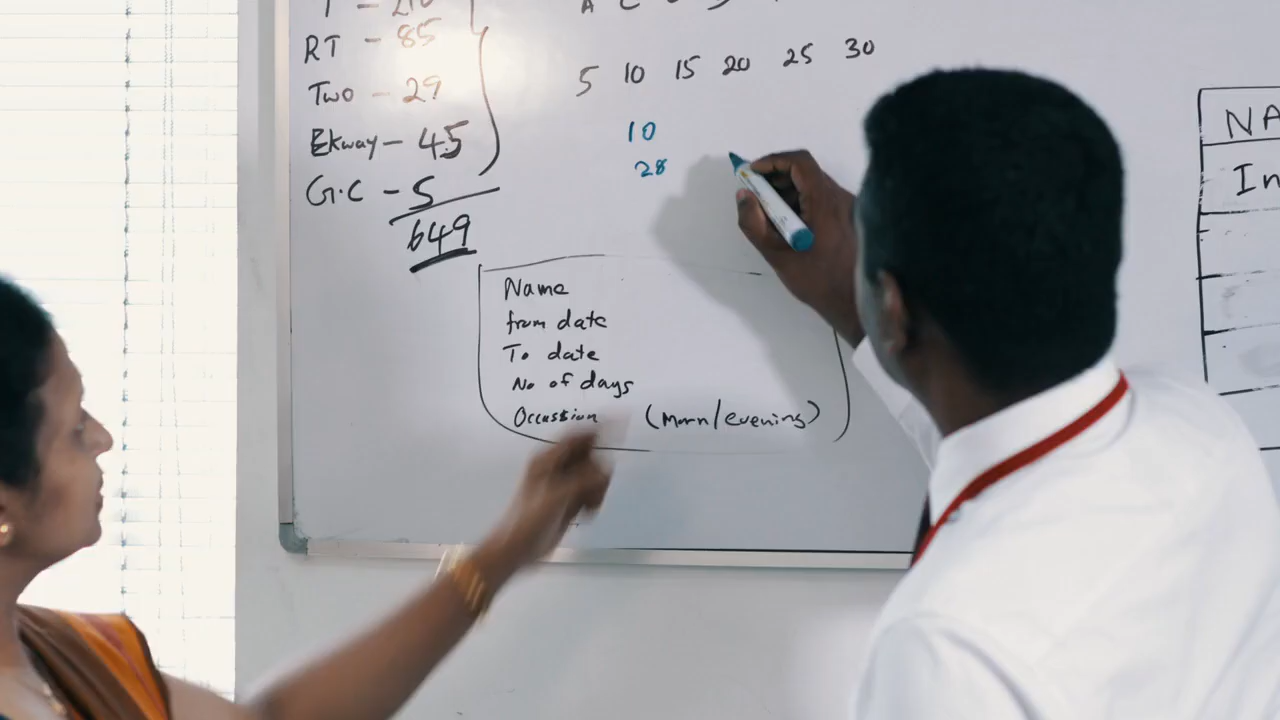 RT - 85
Two - 29
Ekway - 45
G.C - 5
649
5 10 15 20 25 30
10
28
Name
from date
To date
No of days
Occassion (Morn/evening)
NA
In